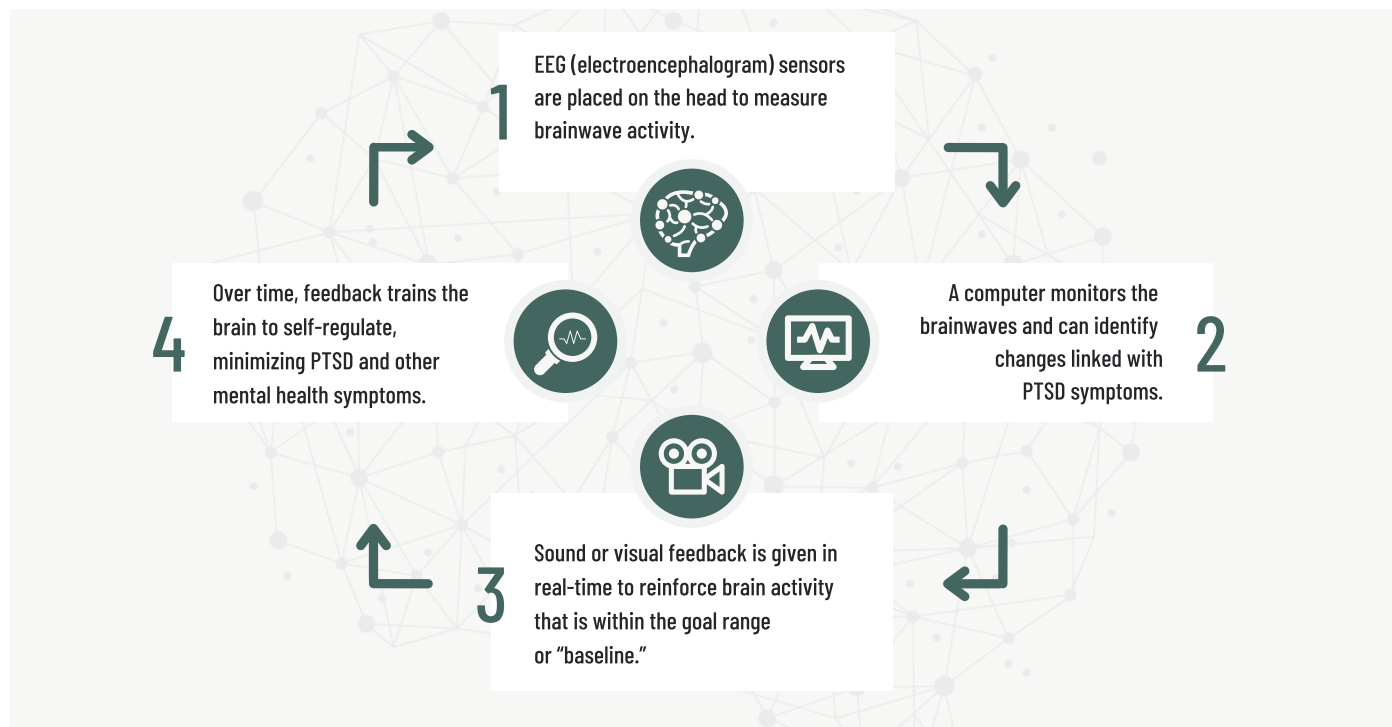 1
EEG (electroencephalogram) sensors
are placed on the head to measure
brainwave activity.
2
A computer monitors the
brainwaves and can identify
changes linked with
PTSD symptoms.
3
Sound or visual feedback is given in
real-time to reinforce brain activity
that is within the goal range
or “baseline.”
4
Over time, feedback trains the
brain to self-regulate,
minimizing PTSD and other
mental health symptoms.